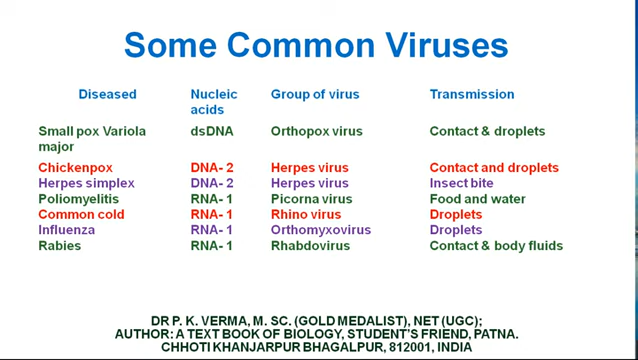 Some Common Viruses
Diseased Nucleic acids Group of virus Transmission
Small pox Variola major dsDNA Orthopox virus Contact & droplets
Chickenpox DNA- 2 Herpes virus Contact and droplets
Herpes simplex DNA- 2 Herpes virus Insect bite
Poliomyelitis RNA- 1 Picorna virus Food and water
Common cold RNA- 1 Rhino virus Droplets
Influenza RNA- 1 Orthomyxovirus Droplets
Rabies RNA- 1 Rhabdovirus Contact & body fluids
DR P. K. VERMA, M. SC. (GOLD MEDALIST), NET (UGC);
AUTHOR: A TEXT BOOK OF BIOLOGY, STUDENT'S FRIEND, PATNA.
CHHOTI KHANJARPUR BHAGALPUR, 812001, INDIA